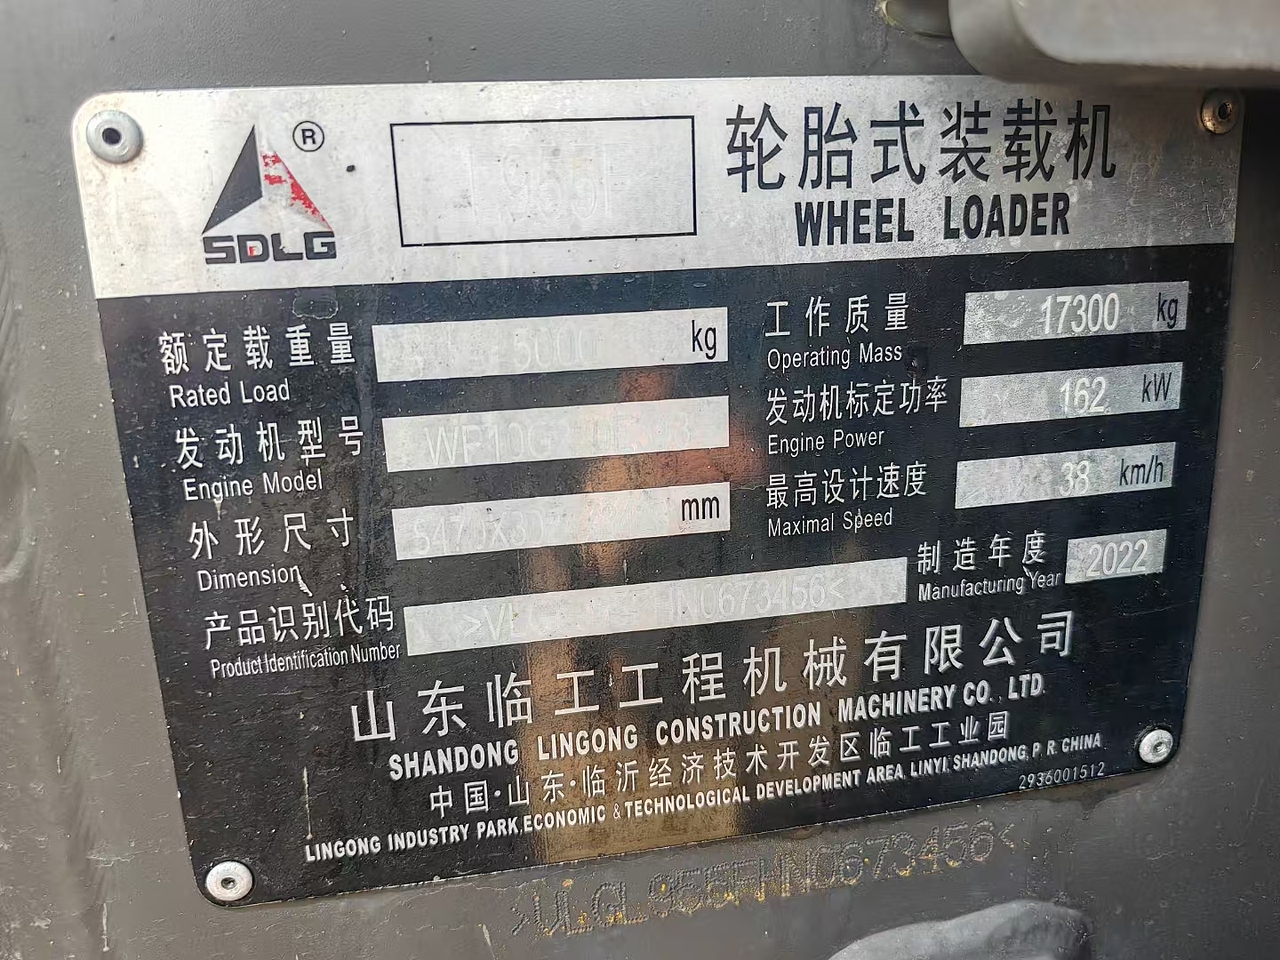 ®
SDLG
轮胎式装载机
WHEEL LOADER
额定载重量 5000 kg
Rated Load
工作质量 17300 kg
Operating Mass
发动机型号
Engine Model
发动机标定功率 162 kW
Engine Power
外形尺寸 mm
Dimension
最高设计速度 38 km/h
Maximal Speed
产品识别代码
Product Identification Number
制造年度 2022
Manufacturing Year
山东临工工程机械有限公司
SHANDONG LINGONG CONSTRUCTION MACHINERY CO., LTD.
中国·山东·临沂经济技术开发区临工工业园
LINGONG INDUSTRY PARK,ECONOMIC & TECHNOLOGICAL DEVELOPMENT AREA, LINYI, SHANDONG, P. R. CHINA
2936001512